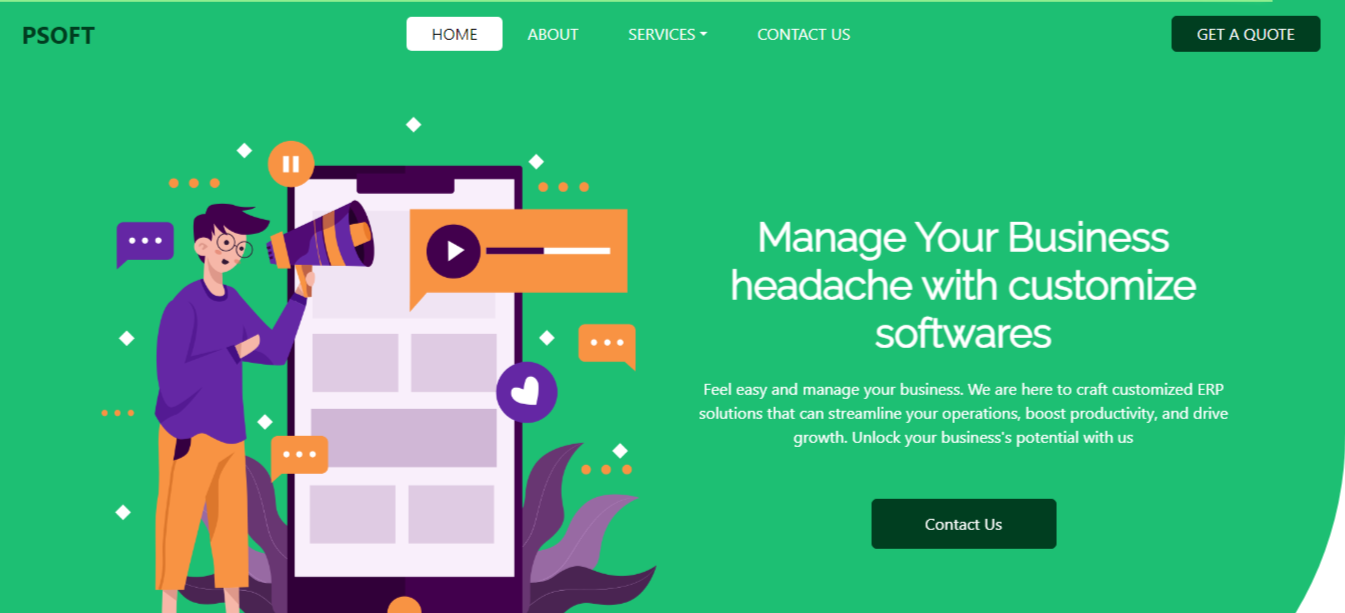 PSOFT
HOME
ABOUT
SERVICES
CONTACT US
GET A QUOTE
Manage Your Business
headache with customize
softwares
Feel easy and manage your business. We are here to craft customized ERP
solutions that can streamline your operations, boost productivity, and drive
growth. Unlock your business's potential with us
Contact Us